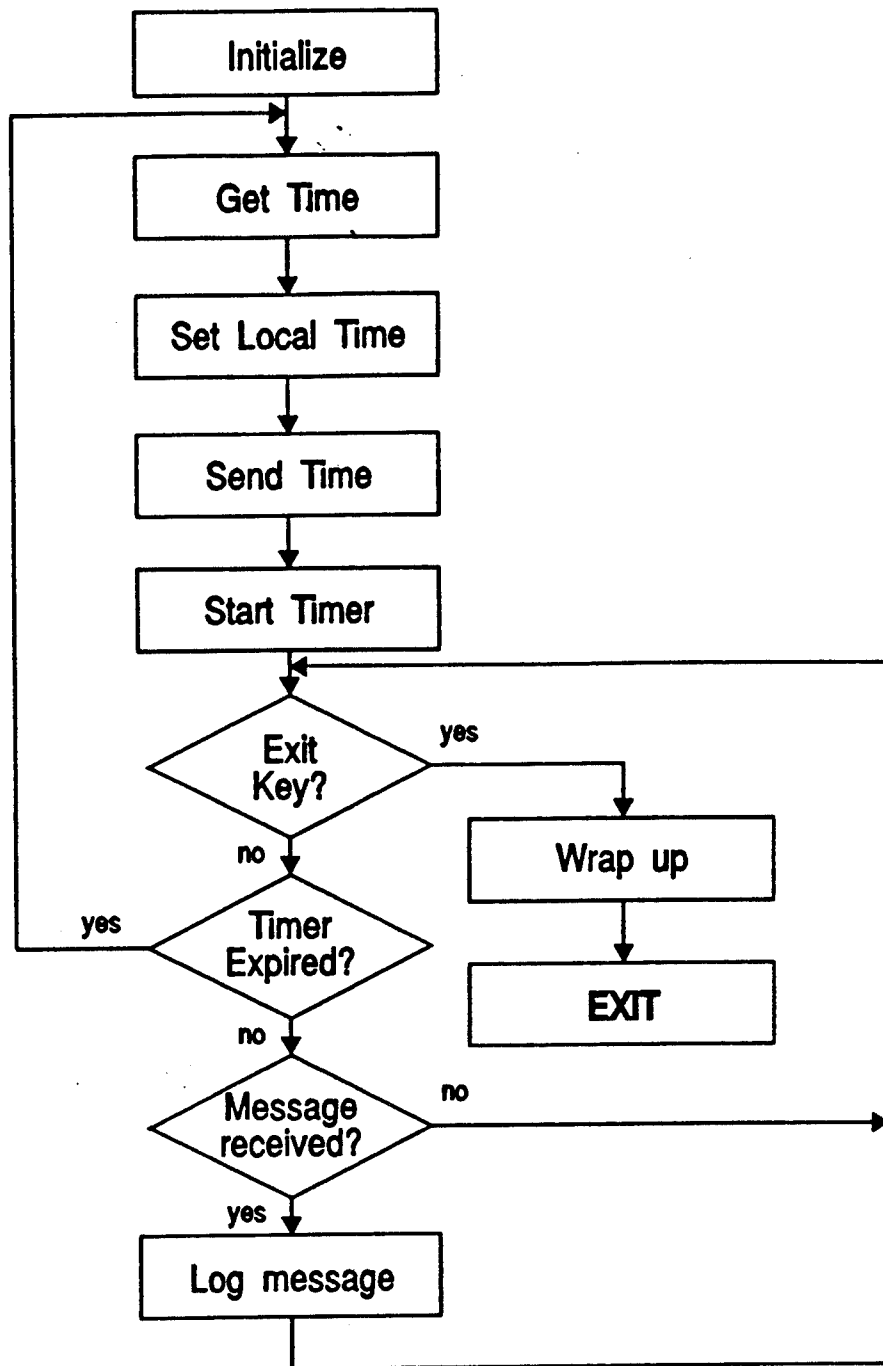 Initialize
Get Time
Set Local Time
Send Time
Start Timer
Exit
Key?
yes
no
Wrap up
Timer
Expired?
yes
no
EXIT
Message
received?
no
yes
Log message